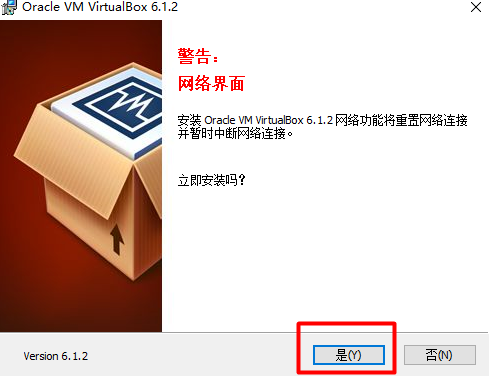 Oracle VM VirtualBox 6.1.2
警告：
网络界面
安装 Oracle VM VirtualBox 6.1.2 网络功能将重置网络连接
并暂时中断网络连接。
立即安装吗？
Version 6.1.2
是(Y)
否(N)